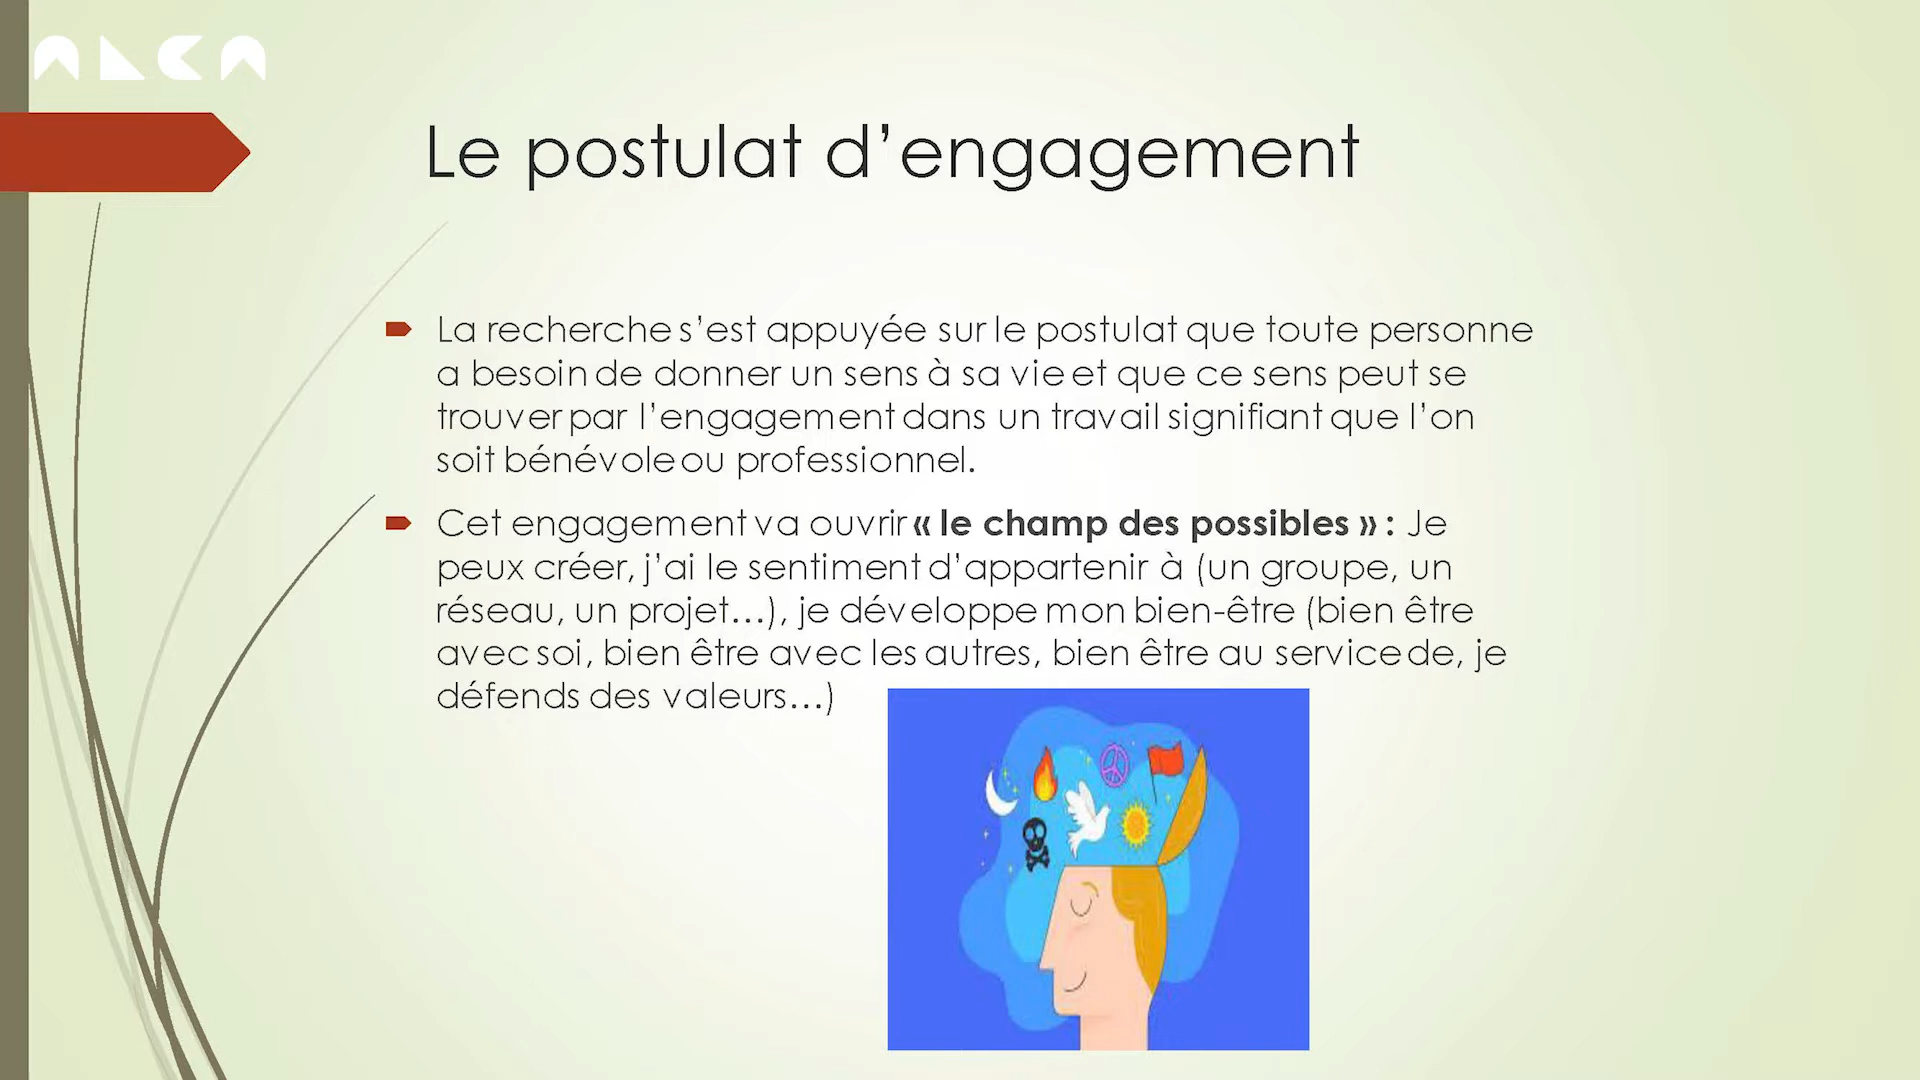 ALCA
Le postulat d’engagement
La recherche s’est appuyée sur le postulat que toute personne
a besoin de donner un sens à sa vie et que ce sens peut se
trouver par l’engagement dans un travail signifiant que l’on
soit bénévole ou professionnel.
Cet engagement va ouvrir « le champ des possibles » : Je
peux créer, j’ai le sentiment d’appartenir à (un groupe, un
réseau, un projet…), je développe mon bien-être (bien être
avec soi, bien être avec les autres, bien être au service de, je
défends des valeurs…)